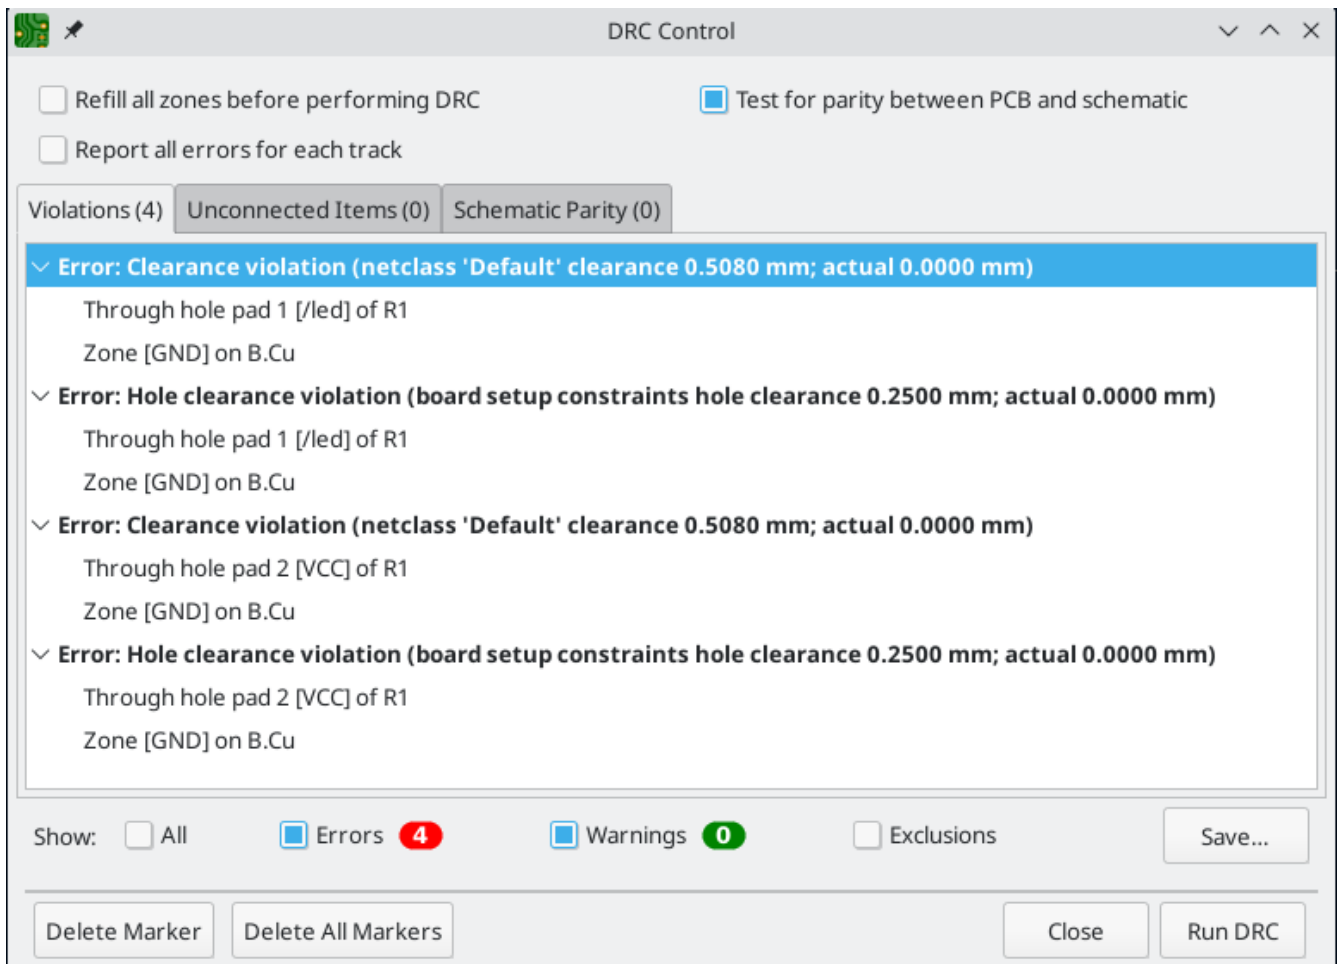 DRC Control
Refill all zones before performing DRC
Test for parity between PCB and schematic
Report all errors for each track
Violations (4)
Unconnected Items (0)
Schematic Parity (0)
Error: Clearance violation (netclass 'Default' clearance 0.5080 mm; actual 0.0000 mm)
Through hole pad 1 [/led] of R1
Zone [GND] on B.Cu
Error: Hole clearance violation (board setup constraints hole clearance 0.2500 mm; actual 0.0000 mm)
Through hole pad 1 [/led] of R1
Zone [GND] on B.Cu
Error: Clearance violation (netclass 'Default' clearance 0.5080 mm; actual 0.0000 mm)
Through hole pad 2 [VCC] of R1
Zone [GND] on B.Cu
Error: Hole clearance violation (board setup constraints hole clearance 0.2500 mm; actual 0.0000 mm)
Through hole pad 2 [VCC] of R1
Zone [GND] on B.Cu
Show:
All
Errors 4
Warnings 0
Exclusions
Save...
Delete Marker
Delete All Markers
Close
Run DRC